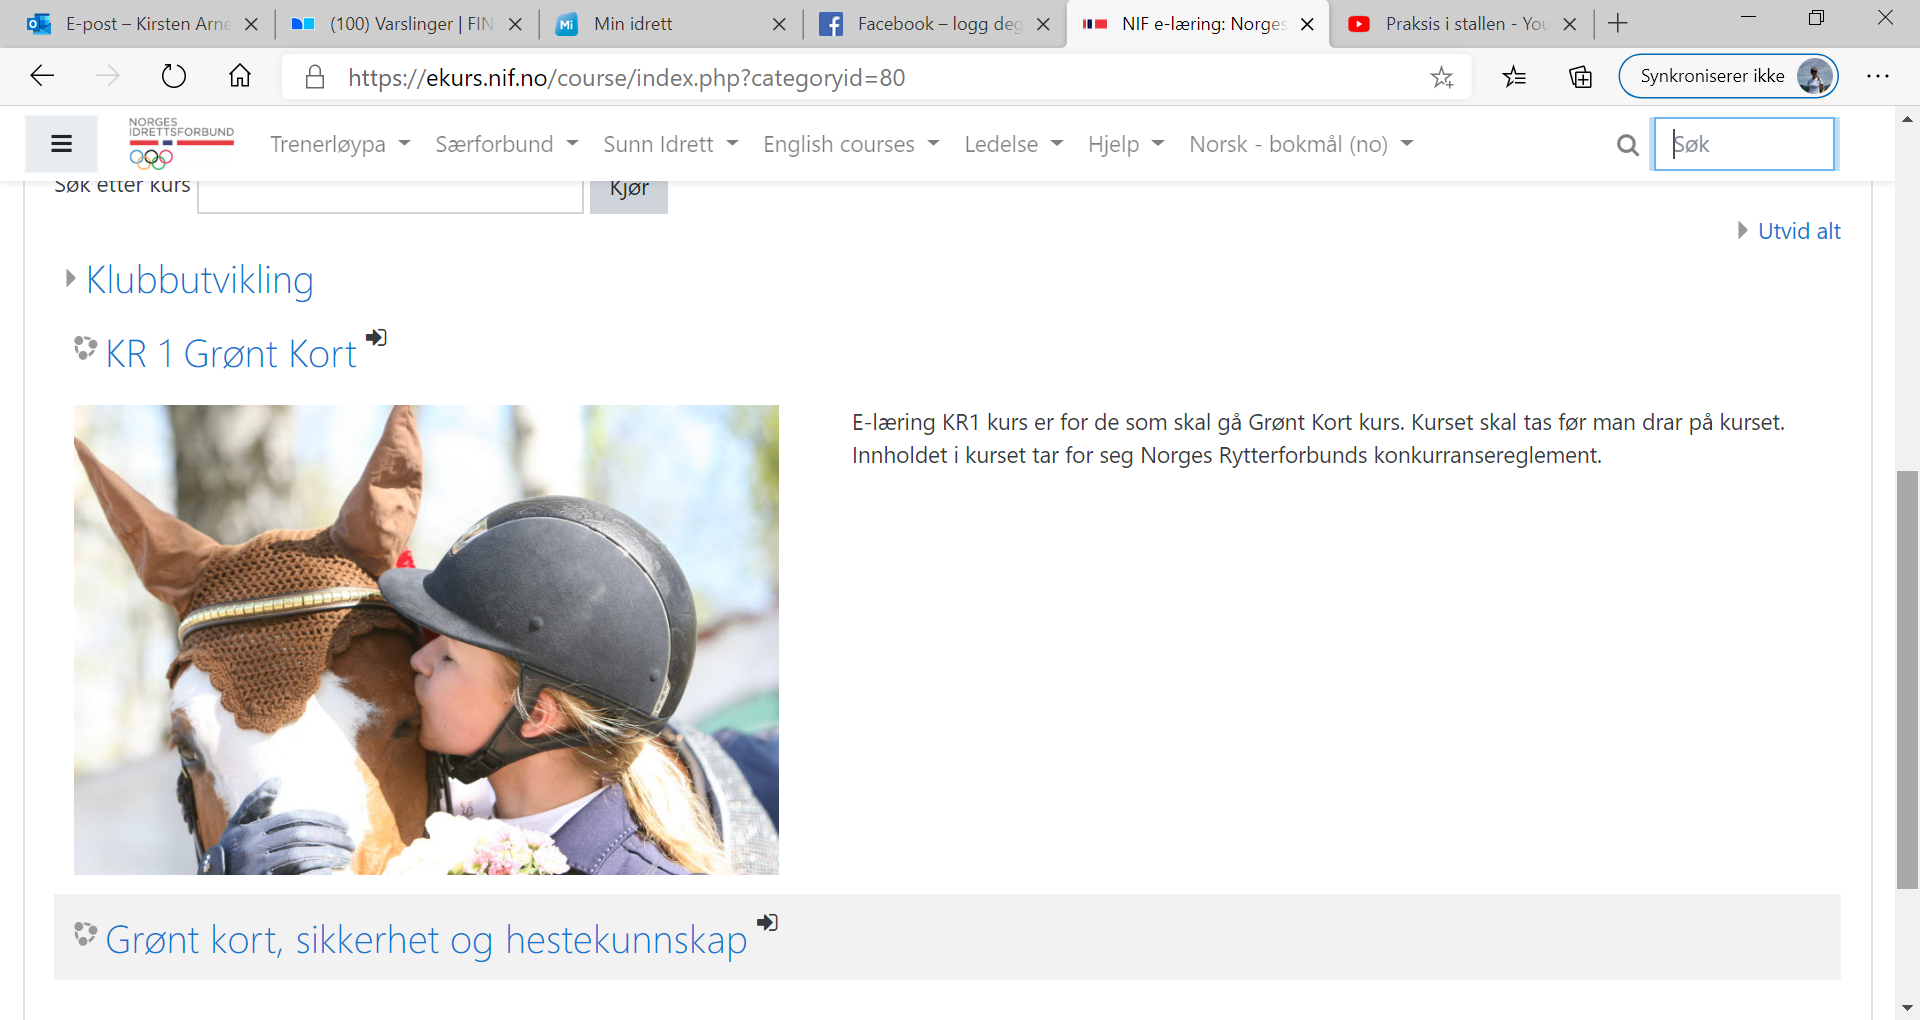 E-post – Kirsten Arne
(100) Varslinger | FIN
Min idrett
Facebook – logg deg
NIF e-læring: Norges
Praksis i stallen - You
https://ekurs.nif.no/course/index.php?categoryid=80
Synkroniserer ikke
NORGES
IDRETTSFORBUND
Trenerløypa
Særforbund
Sunn Idrett
English courses
Ledelse
Hjelp
Norsk - bokmål (no)
Søk
Søk etter kurs
Kjør
Utvid alt
Klubbutvikling
KR 1 Grønt Kort
E-læring KR1 kurs er for de som skal gå Grønt Kort kurs. Kurset skal tas før man drar på kurset.
Innholdet i kurset tar for seg Norges Rytterforbunds konkurransereglement.
Grønt kort, sikkerhet og hestekunnskap